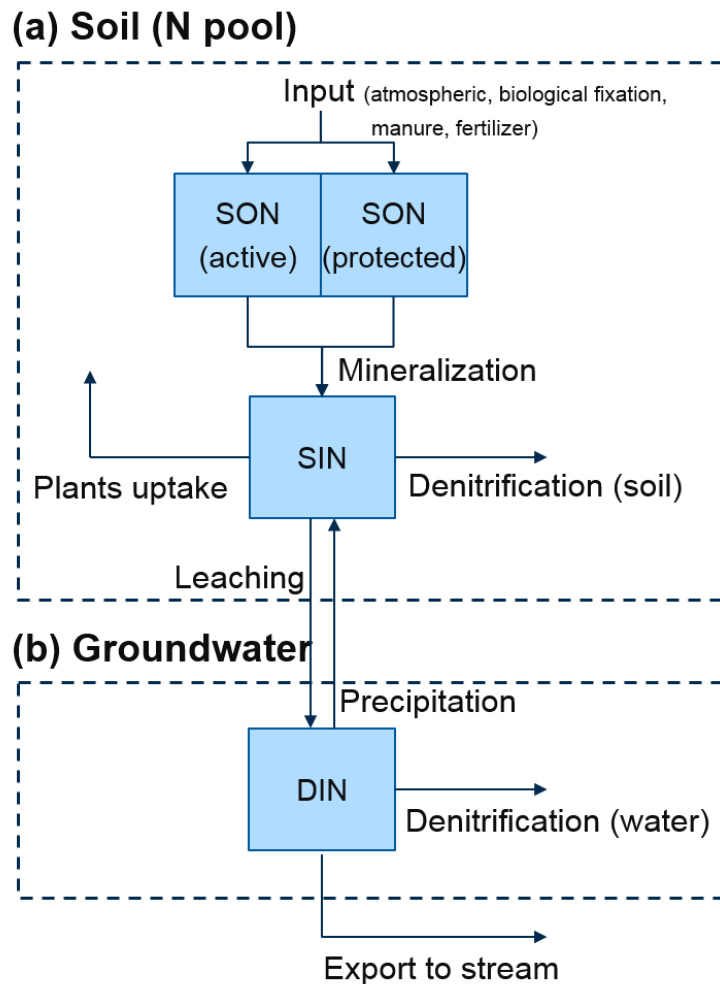 (a) Soil (N pool)
Input (atmospheric, biological fixation,
manure, fertilizer)
SON
(active)
SON
(protected)
Mineralization
SIN
Plants uptake
Denitrification (soil)
Leaching
(b) Groundwater
Precipitation
DIN
Denitrification (water)
Export to stream